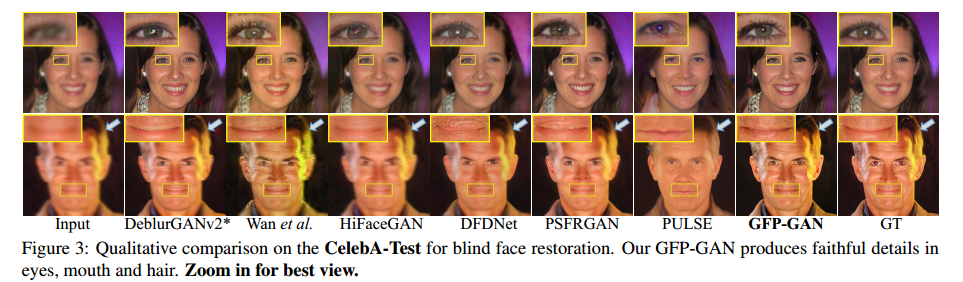 Input DeblurGANv2* Wan et al. HiFaceGAN DFDNet PSFRGAN PULSE GFP-GAN GT
Figure 3: Qualitative comparison on the CelebA-Test for blind face restoration. Our GFP-GAN produces faithful details in
eyes, mouth and hair. Zoom in for best view.